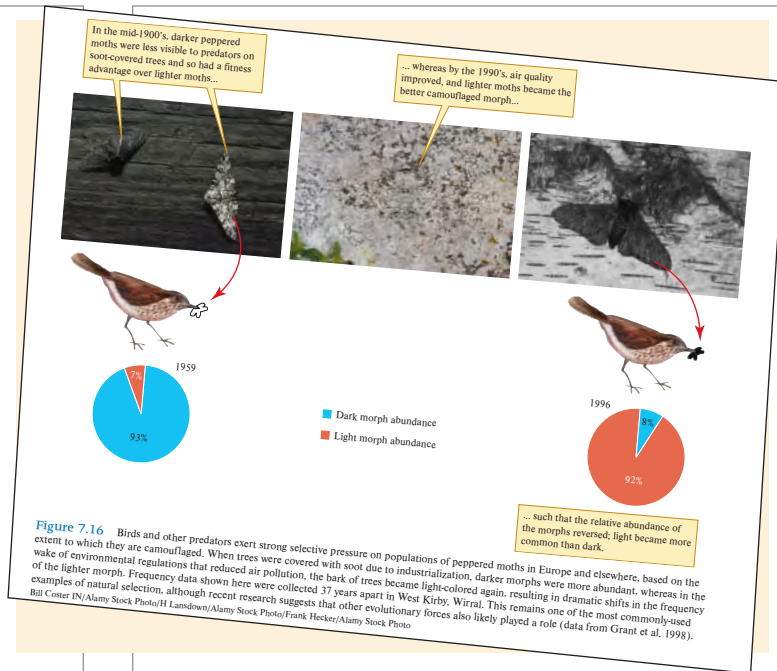 In the mid-1900's, darker peppered
moths were less visible to predators on
soot-covered trees and so had a fitness
advantage over lighter moths...
... whereas by the 1990's, air quality
improved, and lighter moths became the
better camouflaged morph...
1959
7%
93%
Dark morph abundance
Light morph abundance
1996
8%
92%
... such that the relative abundance of
the morphs reversed; light became more
common than dark.
Figure 7.16 Birds and other predators exert strong selective pressure on populations of peppered moths in Europe and elsewhere, based on the
extent to which they are camouflaged. When trees were covered with soot due to industrialization, darker morphs were more abundant, whereas in the
wake of environmental regulations that reduced air pollution, the bark of trees became light-colored again, resulting in dramatic shifts in the frequency
of the lighter morph. Frequency data shown here were collected 37 years apart in West Kirby, Wirral. This remains one of the most commonly-used
examples of natural selection, although recent research suggests that other evolutionary forces also likely played a role (data from Grant et al. 1998).
Bill Coster IN/Alamy Stock Photo/H Lansdown/Alamy Stock Photo/Frank Hecker/Alamy Stock Photo